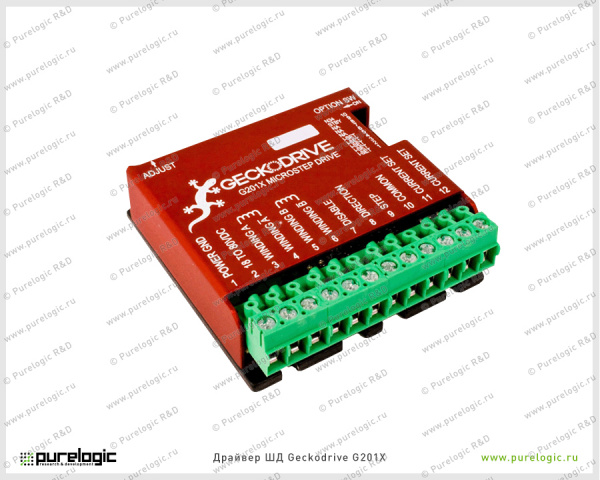 © Purelogic R&D
www.purelogic.ru
OPTION SW
ON
ADJUST
GECKODRIVE
G201X MICROSTEP DRIVE
POWER GND
18 TO 80VDC
WINDING A
WINDING A
WINDING B
WINDING B
DISABLE
DIRECTION
STEP
COMMON
CURRENT SET
CURRENT SET
1
2
3
4
5
6
7
8
9
10
11
12
purelogic
research & development
Драйвер ШД Geckodrive G201X
www.purelogic.ru